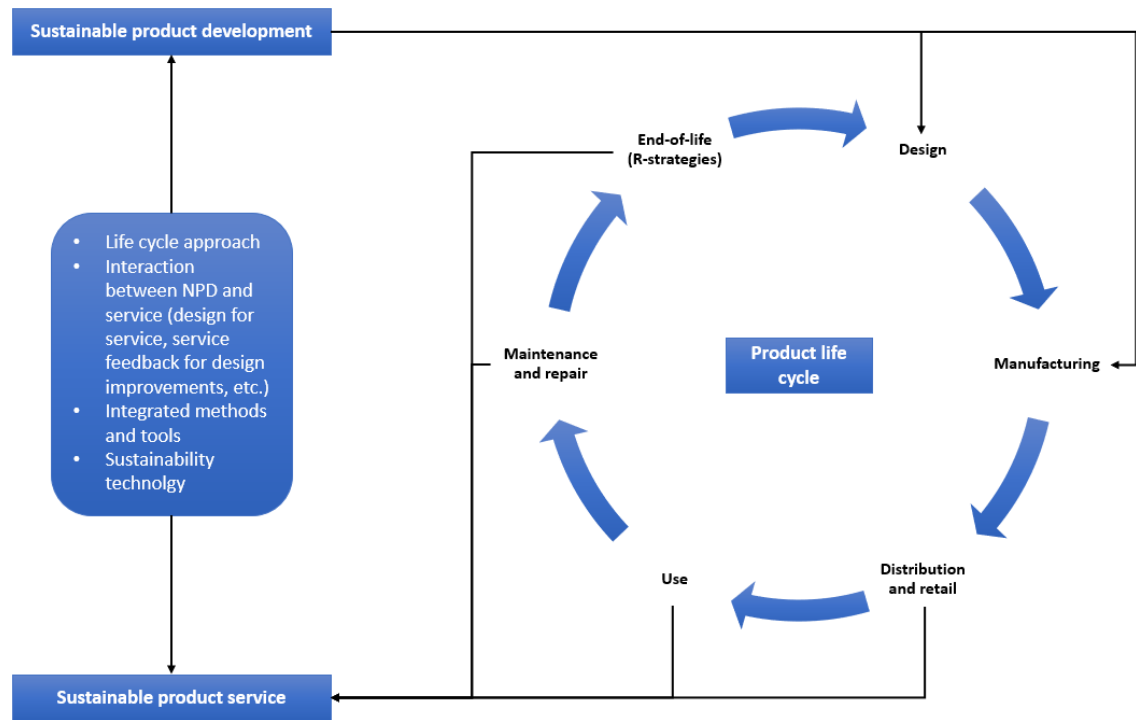 Sustainable product development
End-of-life
(R-strategies)
Design
• Life cycle approach
• Interaction
between NPD and
service (design for
service, service
feedback for design
improvements, etc.)
• Integrated methods
and tools
• Sustainability
technolgy
Maintenance
and repair
Product life
cycle
Manufacturing
Use
Distribution
and retail
Sustainable product service